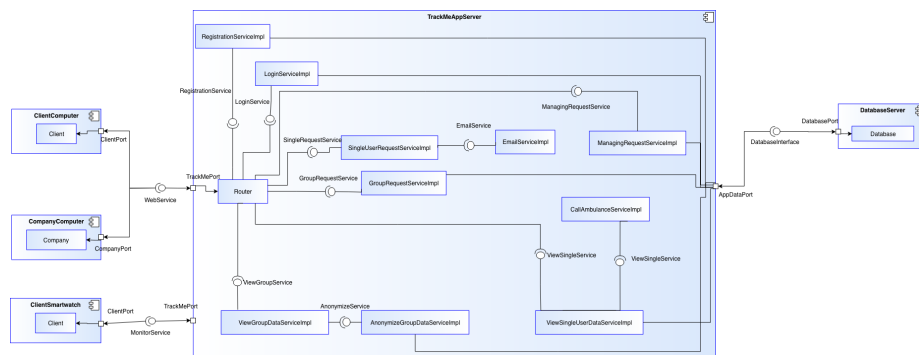 TrackMeAppServer
RegistrationServiceImpl
LoginServiceImpl
RegistrationService
LoginService
ManagingRequestService
ClientComputer
Client
ClientPort
SingleRequestService
SingleUserRequestServiceImpl
EmailService
EmailServiceImpl
ManagingRequestServiceImpl
DatabaseServer
DatabasePort
Database
DatabaseInterface
TrackMePort
Router
GroupRequestService
GroupRequestServiceImpl
AppDataPort
WebService
CompanyComputer
Company
CompanyPort
CallAmbulanceServiceImpl
ViewSingleService
ViewSingleService
ViewGroupService
ClientSmartwatch
Client
ClientPort
MonitorService
TrackMePort
ViewGroupDataServiceImpl
AnonymizeService
AnonymizeGroupDataServiceImpl
ViewSingleUserDataServiceImpl